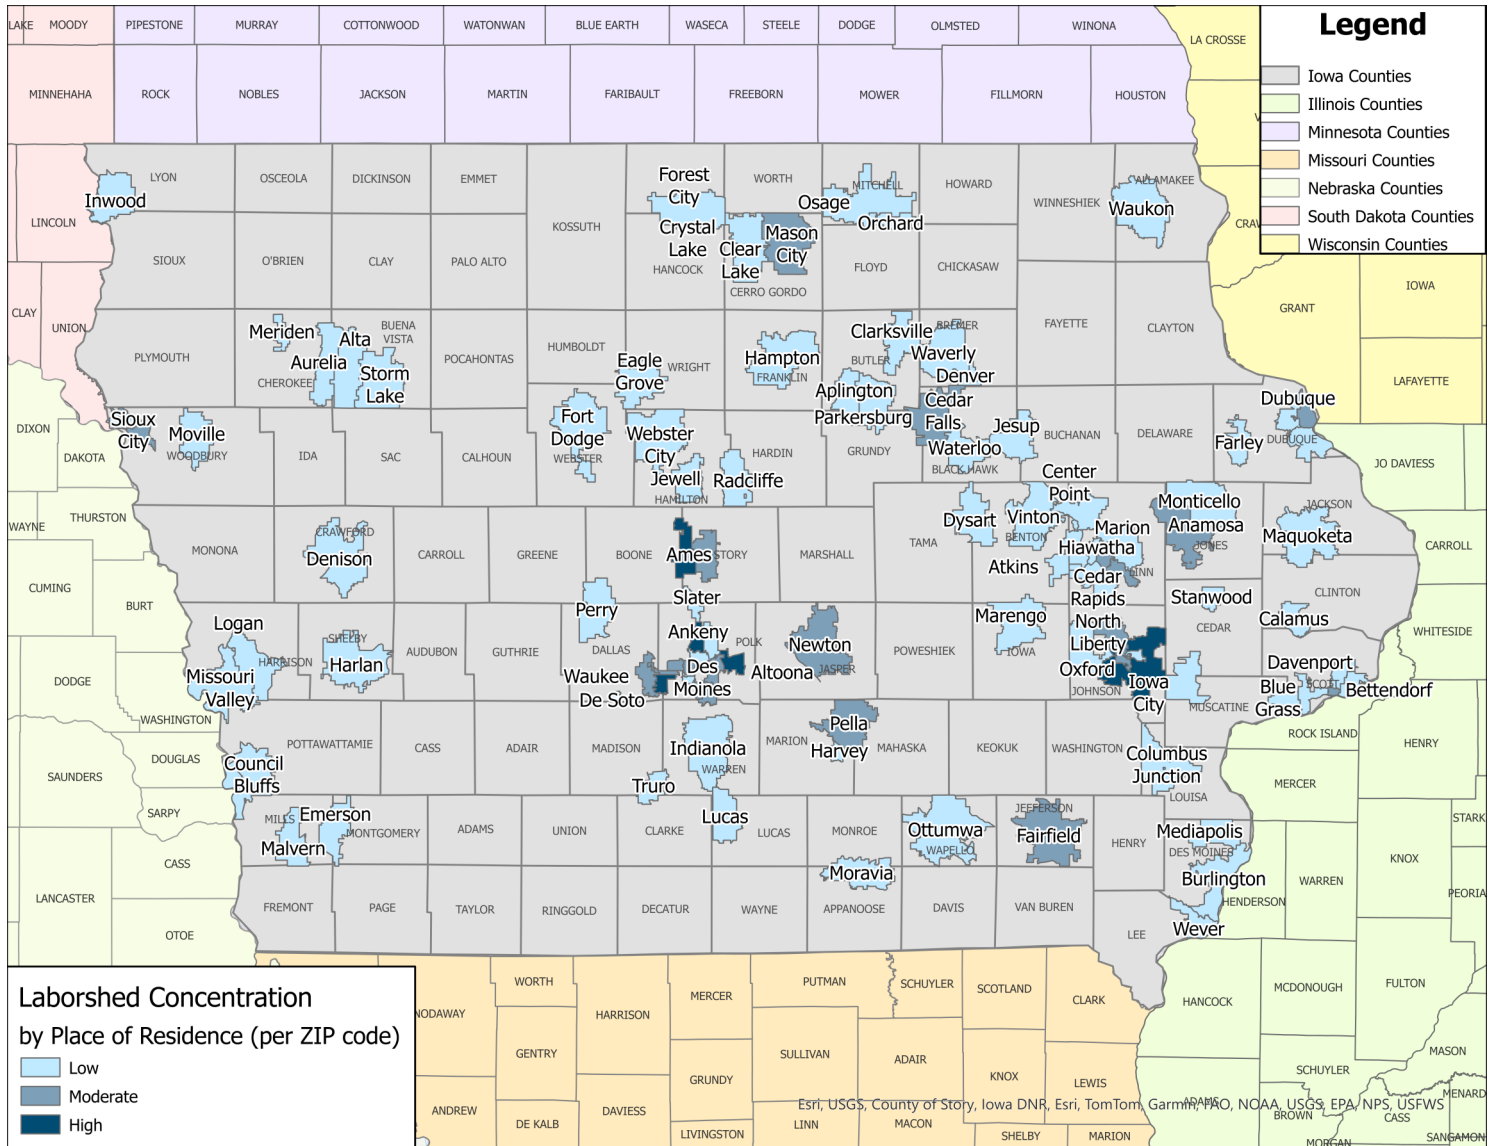 LAKE
MOODY
PIPESTONE
MURRAY
COTTONWOOD
WATONWAN
BLUE EARTH
WASECA
STEELE
DODGE
OLMSTED
WINONA
LA CROSSE
MINNEHAHA
ROCK
NOBLES
JACKSON
MARTIN
FARIBAULT
FREEBORN
MOWER
FILLMORN
HOUSTON
Legend
Iowa Counties
Illinois Counties
Minnesota Counties
Missouri Counties
Nebraska Counties
South Dakota Counties
Wisconsin Counties
LINCOLN
LYON
Inwood
OSCEOLA
DICKINSON
EMMET
KOSSUTH
Forest
City
Crystal
Lake
HANCOCK
WORTH
Clear
Lake
Mason
City
CERRO GORDO
MITCHELL
Osage
Orchard
HOWARD
WINNESHIEK
ALLAMAKEE
Waukon
CRAW
SIOUX
O'BRIEN
CLAY
PALO ALTO
FLOYD
CHICKASAW
GRANT
IOWA
CLAY
UNION
PLYMOUTH
Meriden
Aurelia
CHEROKEE
Alta
BUENA
VISTA
Storm
Lake
POCAHONTAS
HUMBOLDT
Eagle
Grove
WRIGHT
Hampton
FRANKLIN
Clarksville
BUTLER
Aplington
Parkersburg
BREMER
Waverly
Denver
FAYETTE
CLAYTON
LAFAYETTE
DIXON
DAKOTA
Sioux
City
Moville
WOODBURY
IDA
SAC
CALHOUN
Fort
Dodge
WEBSTER
Webster
City
Jewell
HAMILTON
Radcliffe
HARDIN
GRUNDY
Cedar
Falls
Waterloo
BLACK HAWK
Jesup
BUCHANAN
DELAWARE
Farley
Dubuque
DUBUQUE
JO DAVIESS
WAYNE
THURSTON
MONONA
CRAWFORD
Denison
CARROLL
GREENE
BOONE
Ames
STORY
MARSHALL
TAMA
Dysart
Vinton
BENTON
Center
Point
Marion
Hiawatha
LINN
Atkins
Cedar
Rapids
Monticello
Anamosa
JONES
JACKSON
Maquoketa
CARROLL
CUMING
BURT
Logan
HARRISON
Missouri
Valley
SHELBY
Harlan
AUDUBON
GUTHRIE
Perry
DALLAS
Slater
Ankeny
POLK
Des
Moines
Altoona
Waukee
De Soto
Newton
JASPER
POWESHIEK
Marengo
IOWA
North
Liberty
Oxford
JOHNSON
Iowa
City
Stanwood
CEDAR
Calamus
CLINTON
WHITESIDE
Davenport
SCOTT
Bettendorf
Blue
Grass
MUSCATINE
DODGE
WASHINGTON
SAUNDERS
DOUGLAS
SARPY
Council
Bluffs
POTTAWATTAMIE
CASS
ADAIR
MADISON
Indianola
WARREN
Truro
MARION
Pella
Harvey
MAHASKA
KEOKUK
WASHINGTON
Columbus
Junction
LOUISA
ROCK ISLAND
HENRY
MERCER
STARK
CASS
LANCASTER
OTOE
MILLS
Emerson
Malvern
MONTGOMERY
ADAMS
UNION
CLARKE
Lucas
LUCAS
MONROE
Ottumwa
WAPELLO
JEFFERSON
Fairfield
HENRY
Mediapolis
DES MOINES
Burlington
HENDERSON
WARREN
KNOX
PEORIA
FREMONT
PAGE
TAYLOR
RINGGOLD
DECATUR
WAYNE
Moravia
APPANOOSE
DAVIS
VAN BUREN
LEE
Wever
Laborshed Concentration
by Place of Residence (per ZIP code)
Low
Moderate
High
NODAWAY
WORTH
HARRISON
MERCER
PUTMAN
SCHUYLER
SCOTLAND
CLARK
HANCOCK
MCDONOUGH
FULTON
GENTRY
GRUNDY
SULLIVAN
ADAIR
KNOX
LEWIS
SCHUYLER
MASON
ANDREW
DE KALB
DAVIESS
LIVINGSTON
LINN
MACON
SHELBY
MARION
ADAMS
BROWN
CASS
MENARD
MORGAN
SANGAMON
Esri, USGS, County of Story, Iowa DNR, Esri, TomTom, Garmin, FAO, NOAA, USGS, EPA, NPS, USFWS